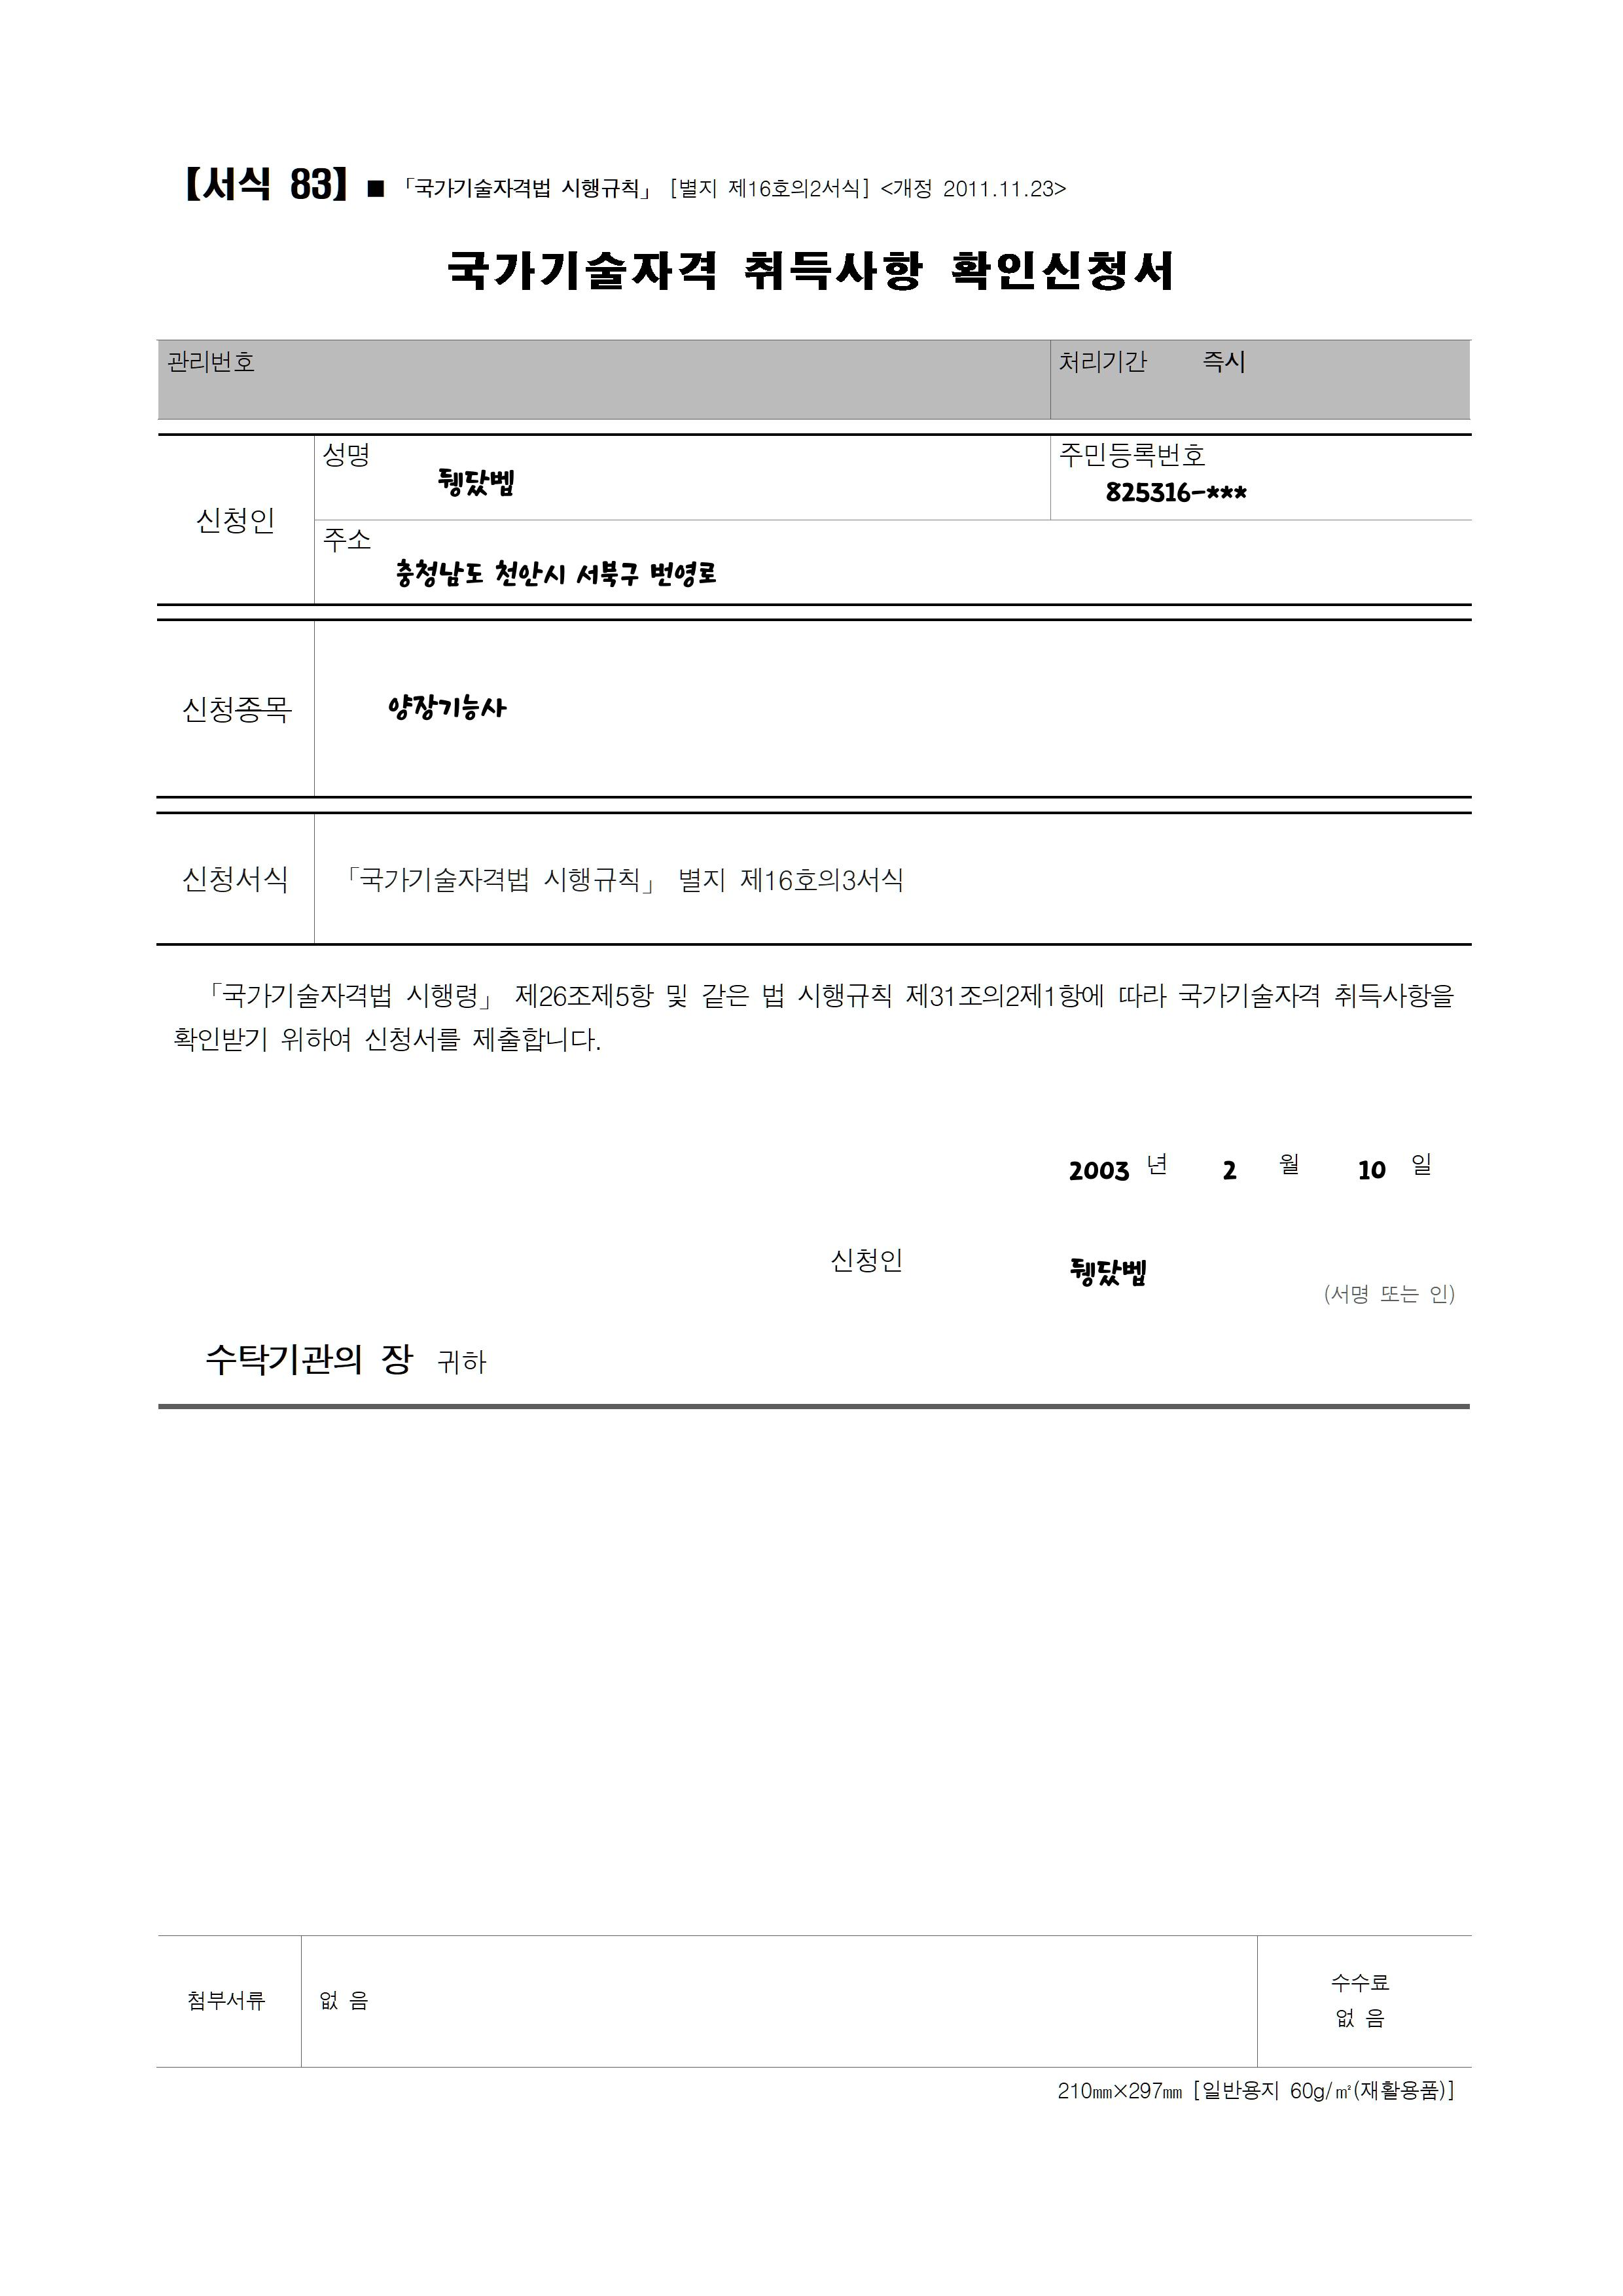 【서식 83】 ■ 「국가기술자격법 시행규칙」 [별지 제16호의2서식] <개정 2011.11.23>
국가기술자격 취득사항 확인신청서
관리번호 처리기간 즉시
성명 주민등록번호
뒝닸벱 825316-***
신청인
주소
충청남도 천안시 서북구 번영로
신청종목 양장기능사
신청서식 「국가기술자격법 시행규칙」 별지 제16호의3서식
「국가기술자격법 시행령」 제26조제5항 및 같은 법 시행규칙 제31조의2제1항에 따라 국가기술자격 취득사항을
확인받기 위하여 신청서를 제출합니다.
2003 년 2 월 10 일
신청인 뒝닸벱
(서명 또는 인)
수탁기관의 장 귀하
첨부서류 없 음 수수료
없 음
210㎜×297㎜ [일반용지 60g/㎡(재활용품)]